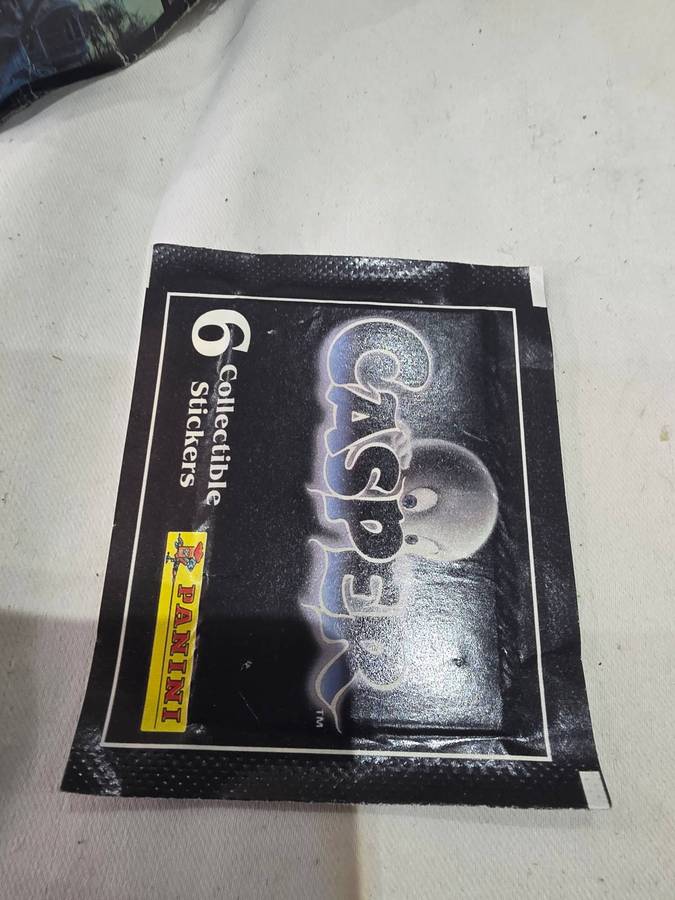 CASPER
TM
6 Collectible
Stickers
PANINI